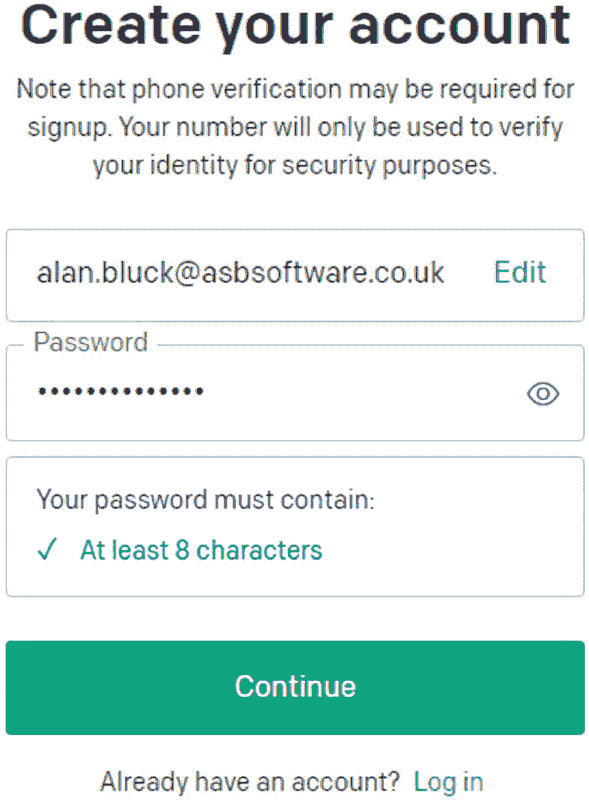 Create your account
Note that phone verification may be required for
signup. Your number will only be used to verify
your identity for security purposes.
alan.bluck@asbsoftware.co.uk Edit
Password
••••••••••••••
Your password must contain:
✓ At least 8 characters
Continue
Already have an account? Log in